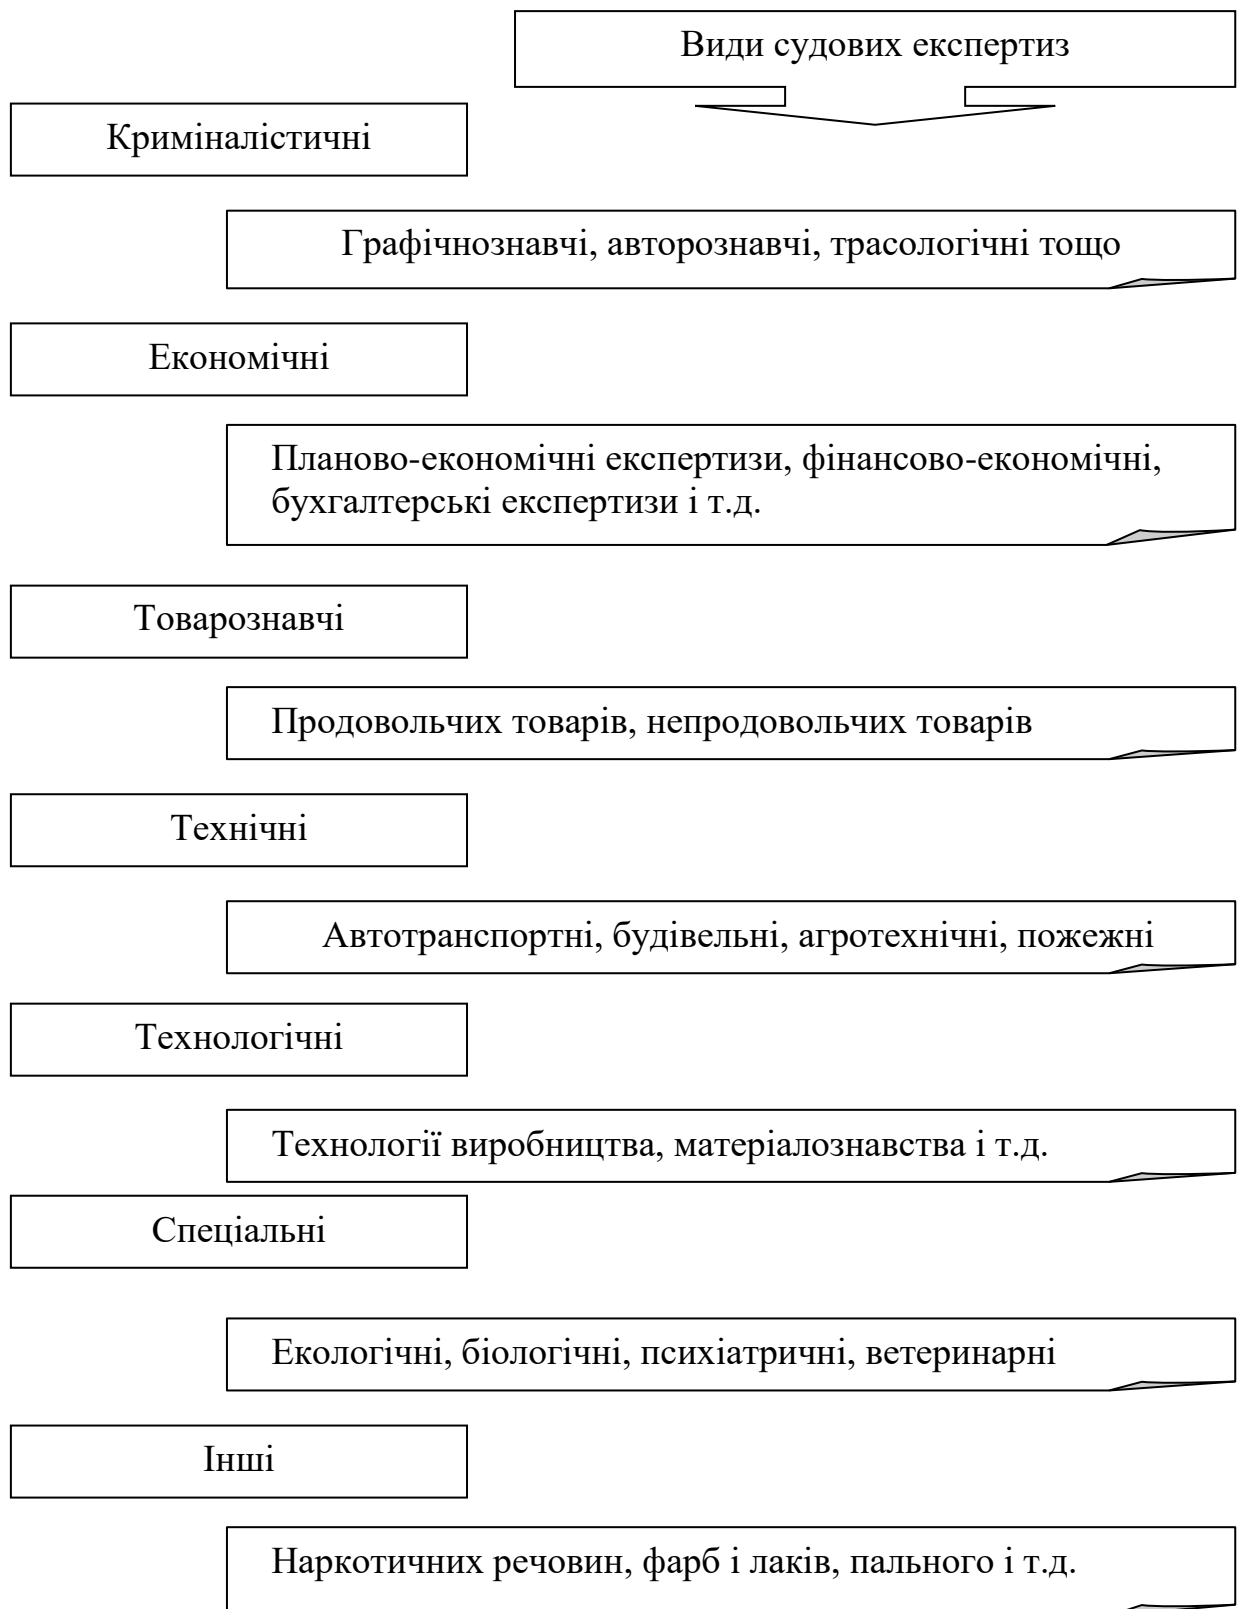 Види судових експертиз
Криміналістичні
Графічнознавчі, авторознавчі, трасологічні тощо
Економічні
Планово-економічні експертизи, фінансово-економічні,
бухгалтерські експертизи і т.д.
Товарознавчі
Продовольчих товарів, непродовольчих товарів
Технічні
Автотранспортні, будівельні, агротехнічні, пожежні
Технологічні
Технології виробництва, матеріалознавства і т.д.
Спеціальні
Екологічні, біологічні, психіатричні, ветеринарні
Інші
Наркотичних речовин, фарб і лаків, пального і т.д.